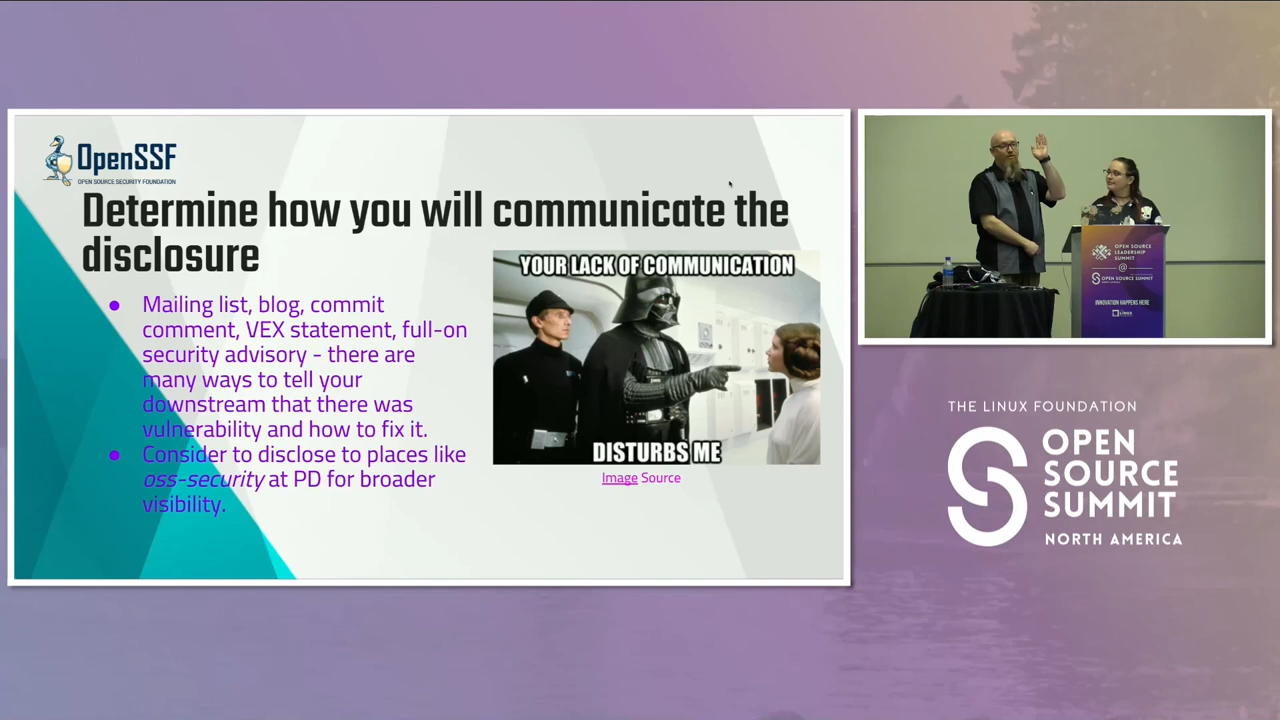 OpenSSF
OPEN SOURCE SECURITY FOUNDATION
Determine how you will communicate the
disclosure
● Mailing list, blog, commit
comment, VEX statement, full-on
security advisory - there are
many ways to tell your
downstream that there was
vulnerability and how to fix it.
● Consider to disclose to places like
oss-security at PD for broader
visibility.
YOUR LACK OF COMMUNICATION
DISTURBS ME
Image Source
OPEN SOURCE
LEADERSHIP
SUMMIT
@
OPEN SOURCE SUMMIT
INNOVATION HAPPENS HERE
LINUX
THE LINUX FOUNDATION
OPEN
SOURCE
SUMMIT
NORTH AMERICA